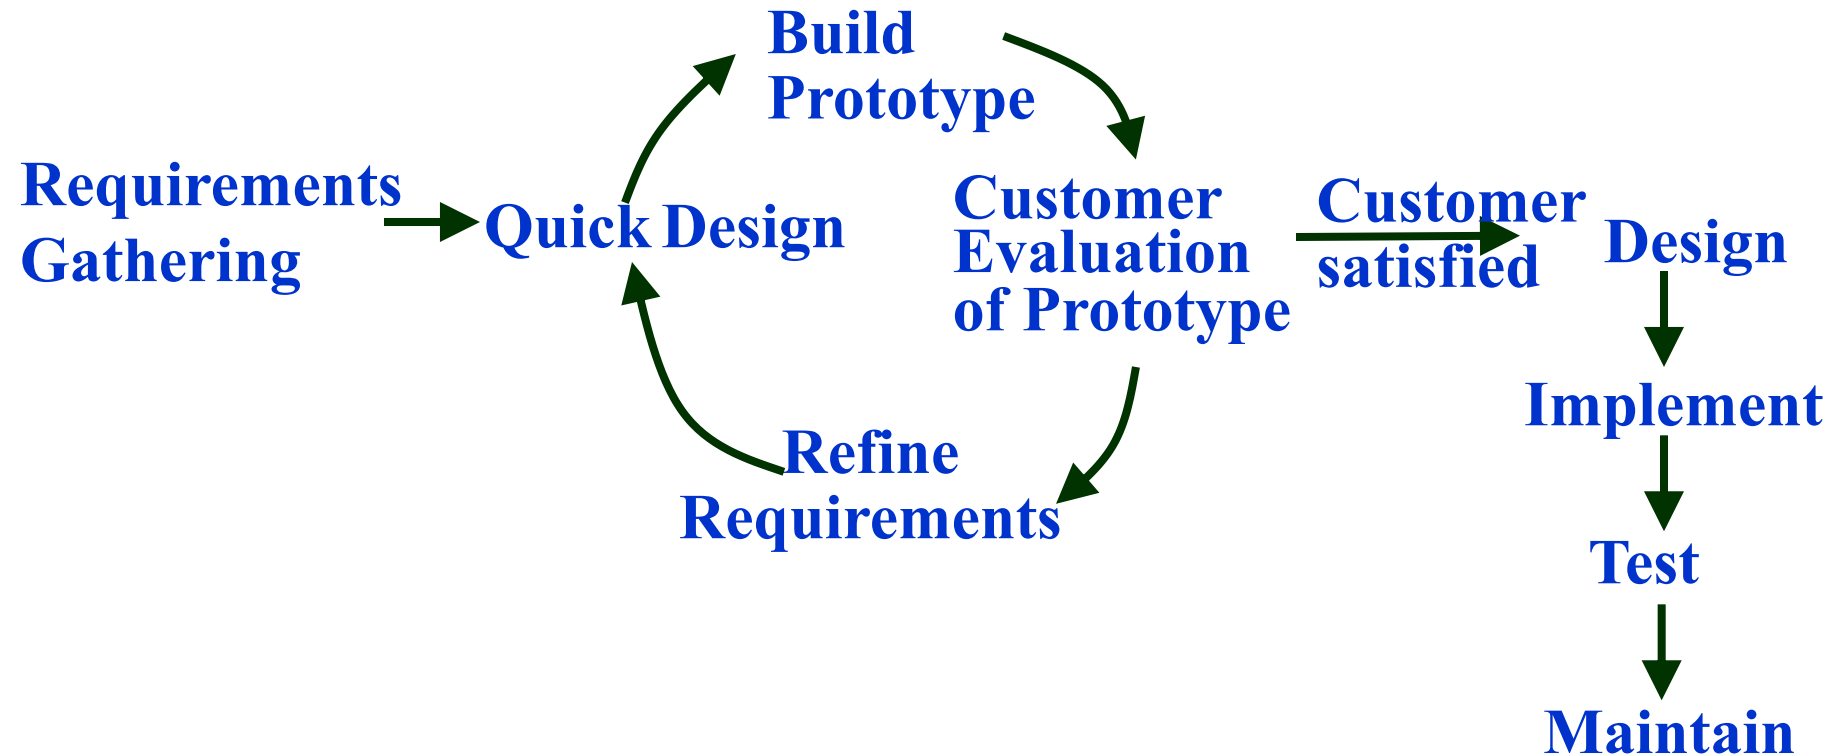 Build
Prototype
Requirements
Gathering
Quick Design
Customer
Evaluation
of Prototype
Customer
satisfied
Design
Implement
Refine
Requirements
Test
Maintain